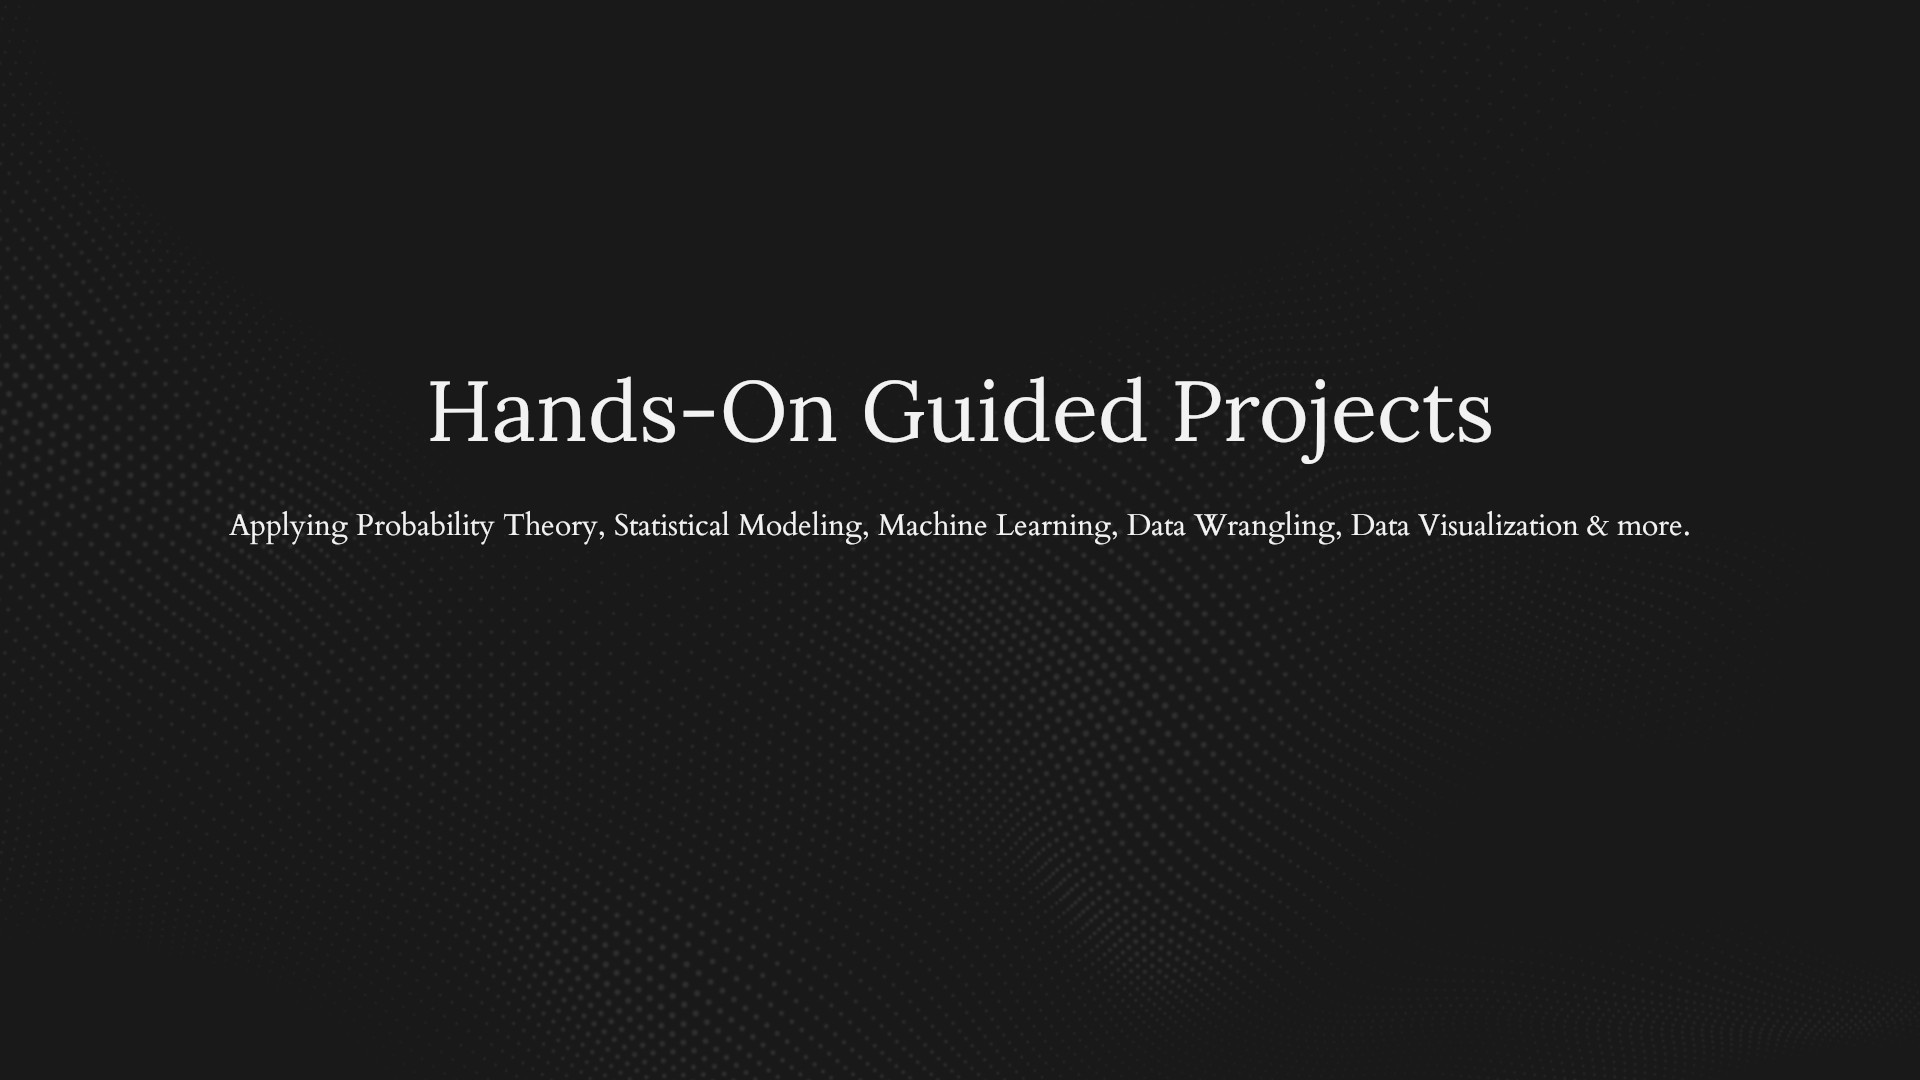 Hands-On Guided Projects
Applying Probability Theory, Statistical Modeling, Machine Learning, Data Wrangling, Data Visualization & more.